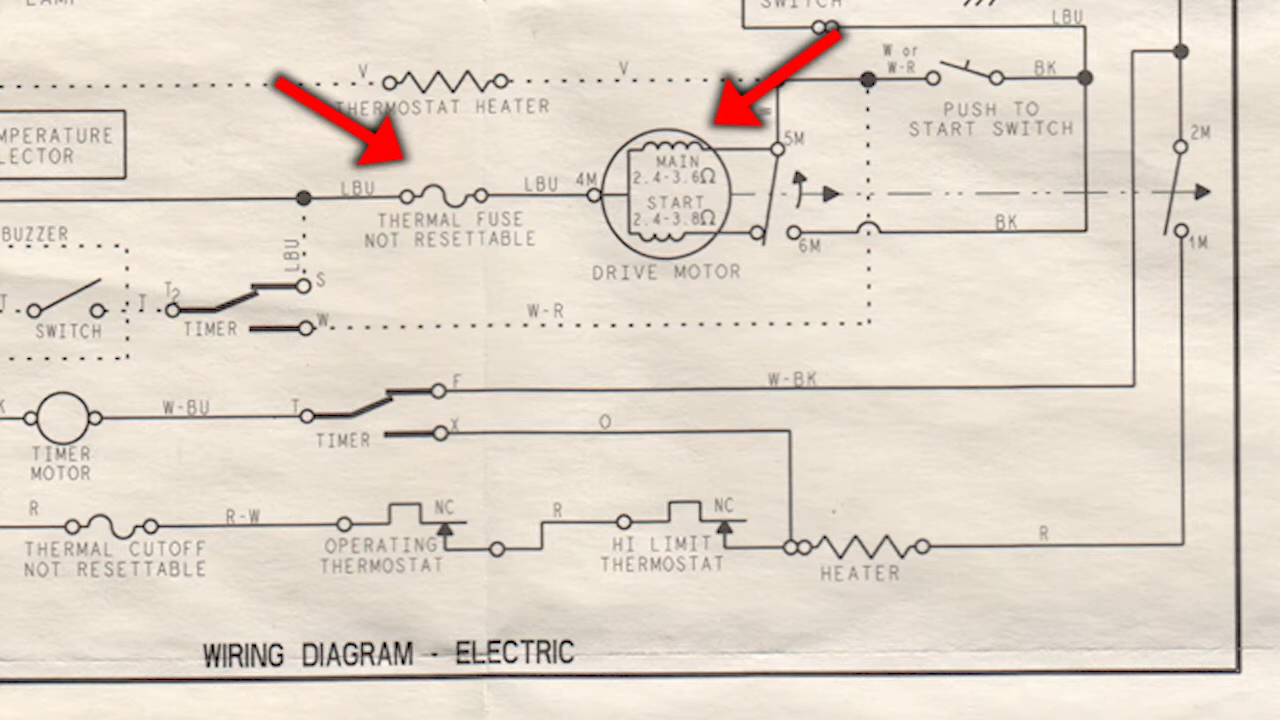 SWITCH
LBU
V
V
W or
W-R
BK
THERMOSTAT HEATER
PUSH TO
START SWITCH
MPERATURE
LECTOR
5M
2M
MAIN
2.4-3.6Ω
LBU
LBU
4M
START
2.4-3.8Ω
THERMAL FUSE
NOT RESETTABLE
BK
BUZZER
LBU
6M
1M
DRIVE MOTOR
S
T
T
T2
SWITCH
TIMER
W
W-R
F
W-BK
K
W-BU
T
TIMER
X
O
TIMER
MOTOR
R
R-W
NC
R
NC
THERMAL CUTOFF
NOT RESETTABLE
OPERATING
THERMOSTAT
HI LIMIT
THERMOSTAT
R
HEATER
WIRING DIAGRAM - ELECTRIC